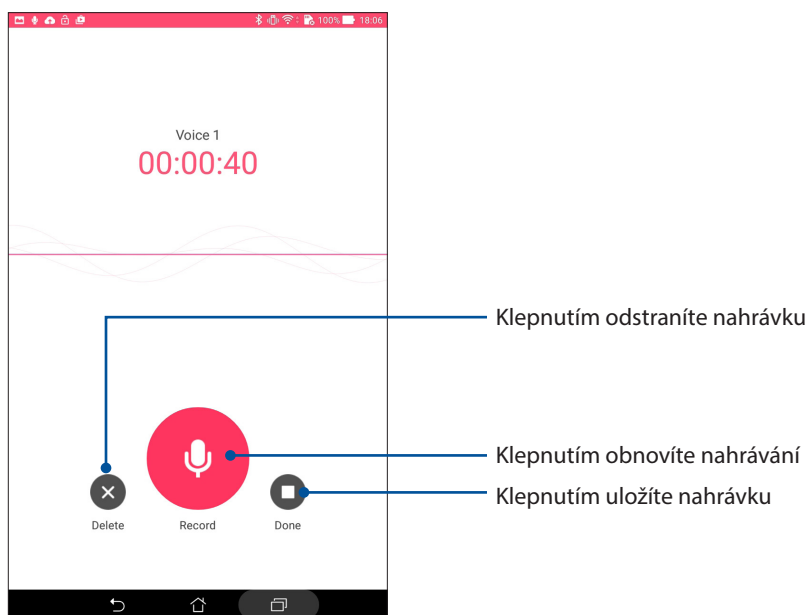 100% 18:06
Voice 1
00:00:40
Klepnutím odstraníte nahrávku
Klepnutím obnovíte nahrávání
Klepnutím uložíte nahrávku
Delete Record Done